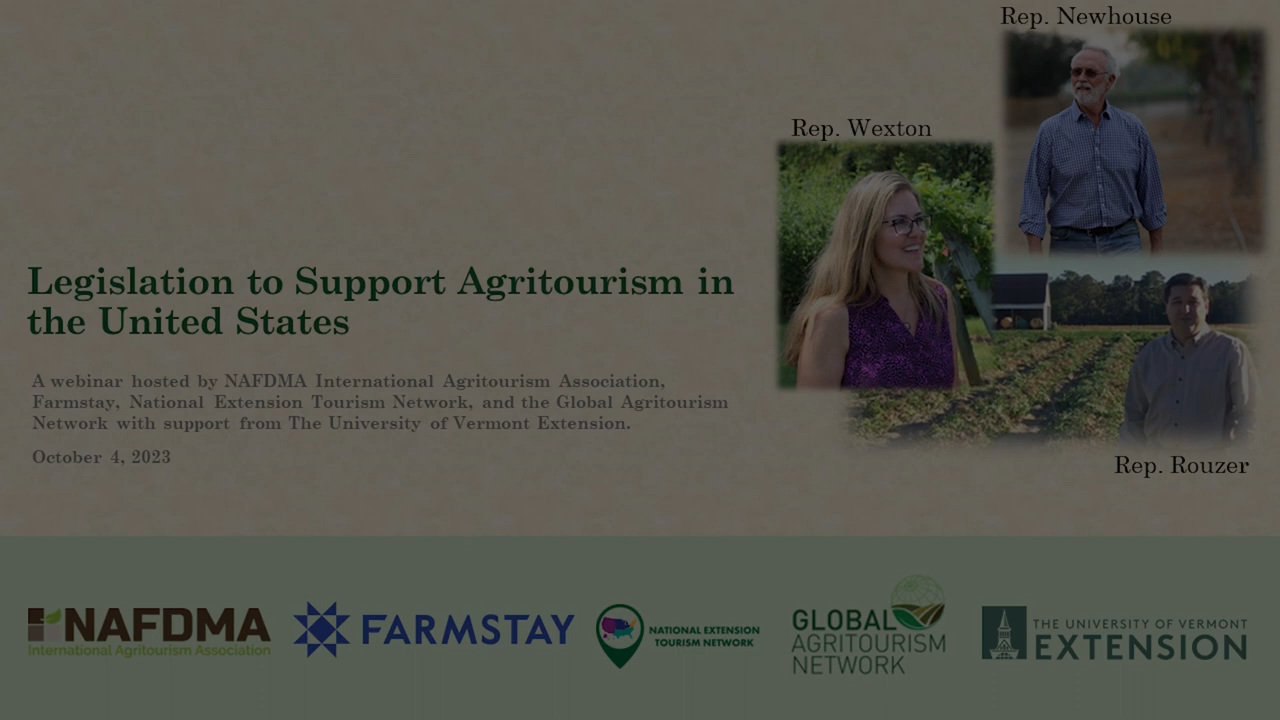 Rep. Newhouse
Rep. Wexton
Legislation to Support Agritourism in
the United States
A webinar hosted by NAFDMA International Agritourism Association,
Farmstay, National Extension Tourism Network, and the Global Agritourism
Network with support from The University of Vermont Extension.
October 4, 2023
Rep. Rouzer
NAFDMA
International Agritourism Association
FARMSTAY
NATIONAL EXTENSION
TOURISM NETWORK
GLOBAL
AGRITOURISM
NETWORK
THE UNIVERSITY OF VERMONT
EXTENSION